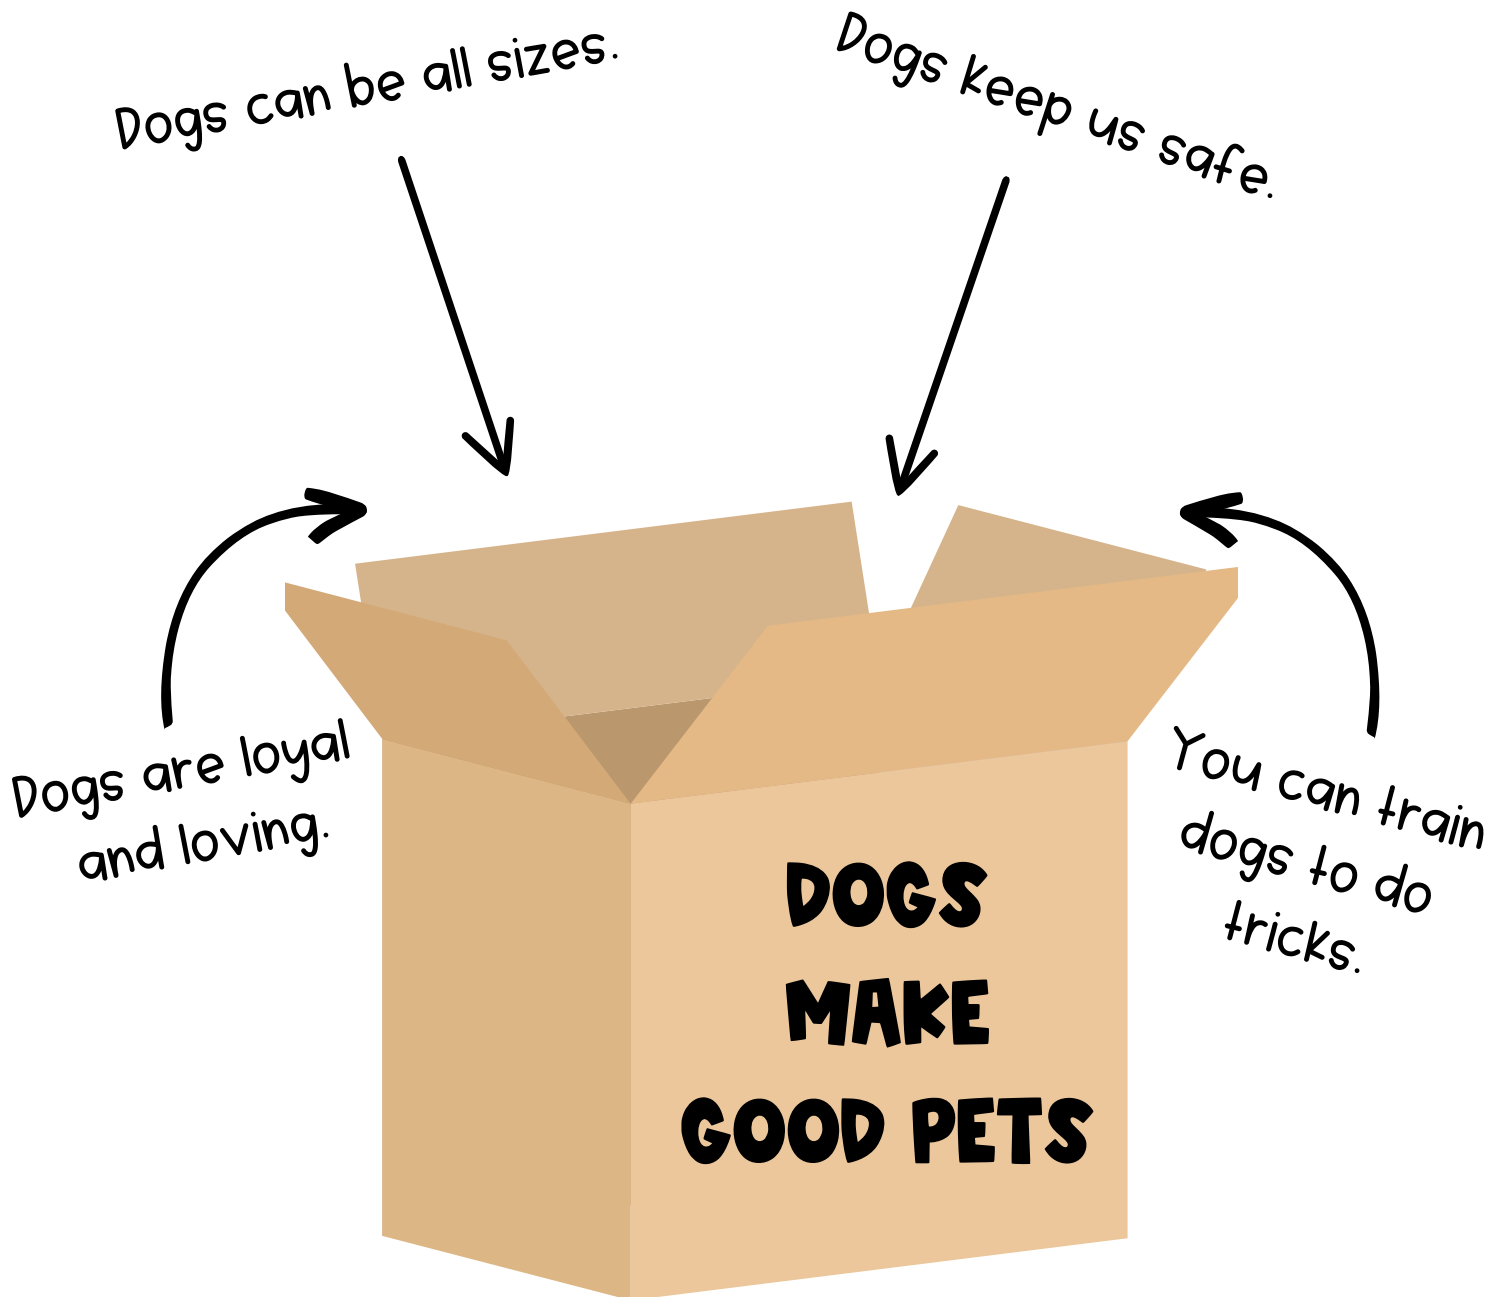 Dogs can be all sizes.
Dogs keep us safe.
Dogs are loyal
and loving.
You can train
dogs to do
tricks.
DOGS
MAKE
GOOD PETS